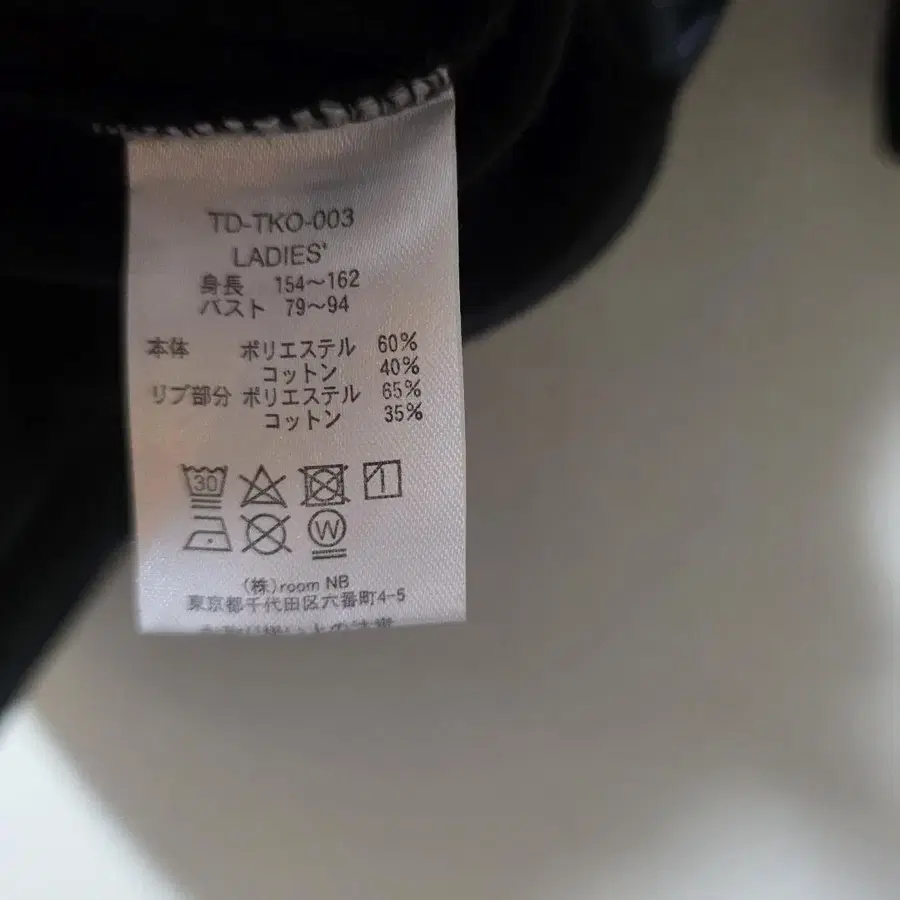 TD-TKO-003
LADIES'
身長 154〜162
バスト 79〜94
本体 ポリエステル 60%
コットン 40%
リブ部分 ポリエステル 65%
コットン 35%
30
W
(株)room NB
東京都千代田区六番町4-5